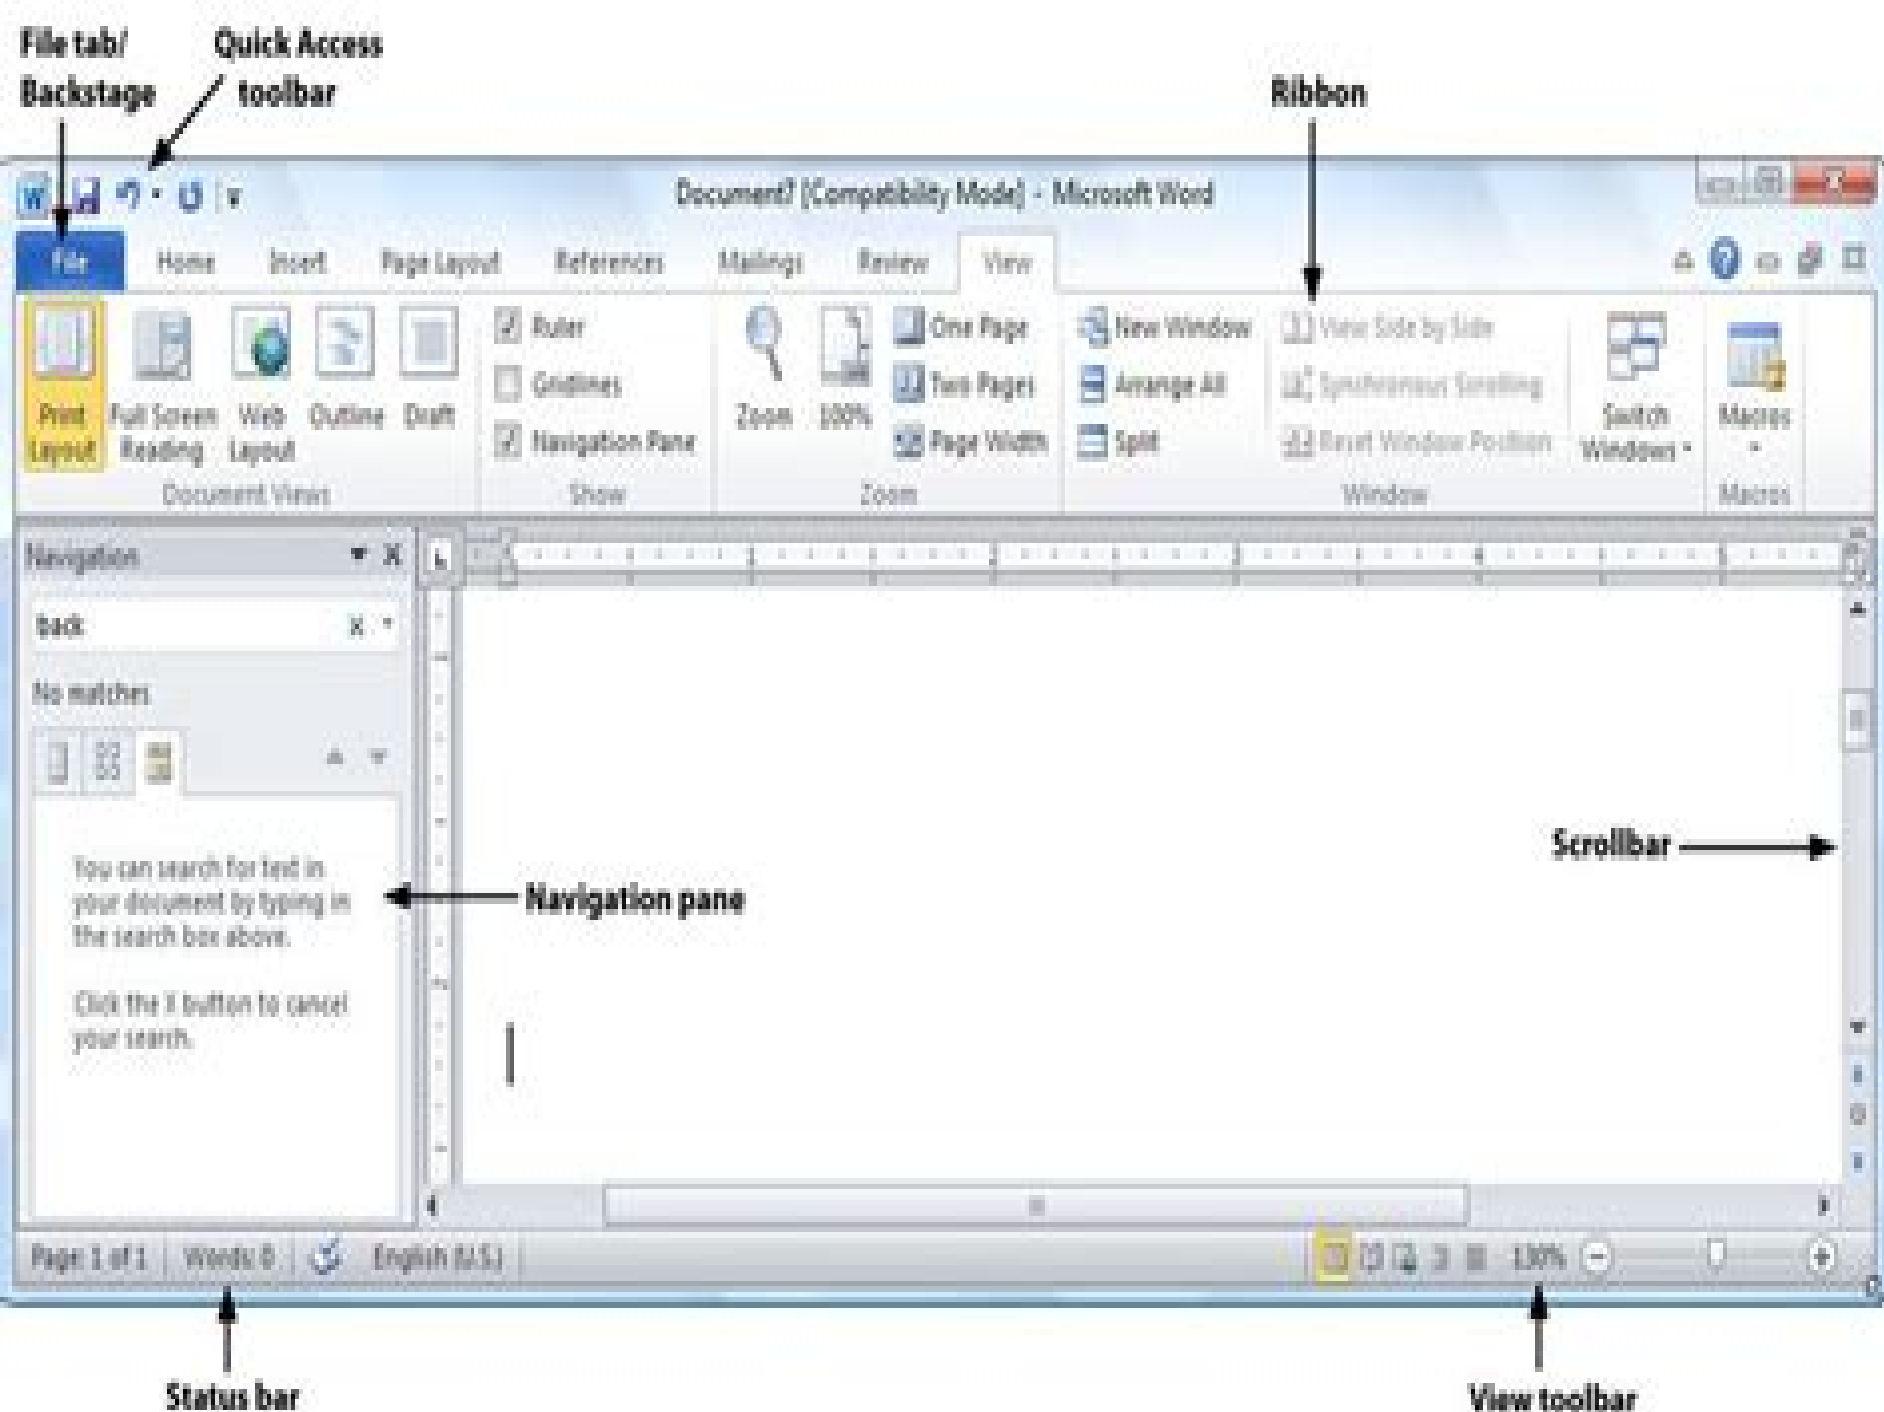 File tab/
Backstage
Quick Access
toolbar
Ribbon
W
Document7 [Compatibility Mode] - Microsoft Word
File Home Insert Page Layout References Mailings Review View
Print
Layout
Full Screen
Reading
Web
Layout
Outline
Draft
Document Views
Ruler
Gridlines
Navigation Pane
Show
Zoom
100%
One Page
Two Pages
Page Width
Zoom
New Window
Arrange All
Split
View Side by Side
Synchronous Scrolling
Reset Window Position
Switch
Windows
Window
Macros
Macros
Navigation
back
No matches
You can search for text in
your document by typing in
the search box above.
Click the X button to cancel
your search.
Navigation pane
Scrollbar
Page: 1 of 1 Words: 0 English (U.S.) 130%
Status bar
View toolbar